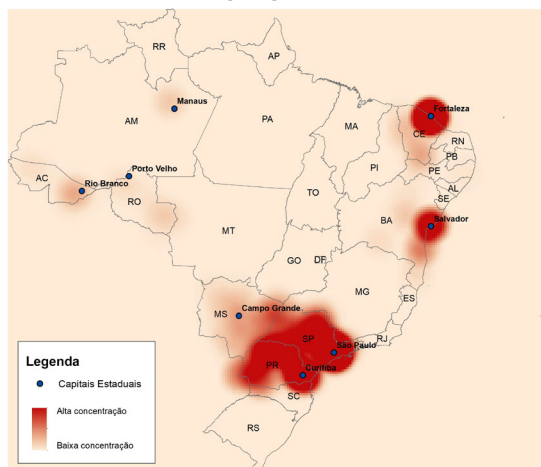 RR
AP
Manaus
Fortaleza
AM
PA
MA
CE
RN
PB
PI
PE
AC
Porto Velho
Rio Branco
RO
TO
AL
SE
BA
Salvador
MT
GO
DF
MG
ES
MS
Campo Grande
SP
São Paulo
RJ
PR
Curitiba
SC
RS
Legenda
Capitais Estaduais
Alta concentração
Baixa concentração